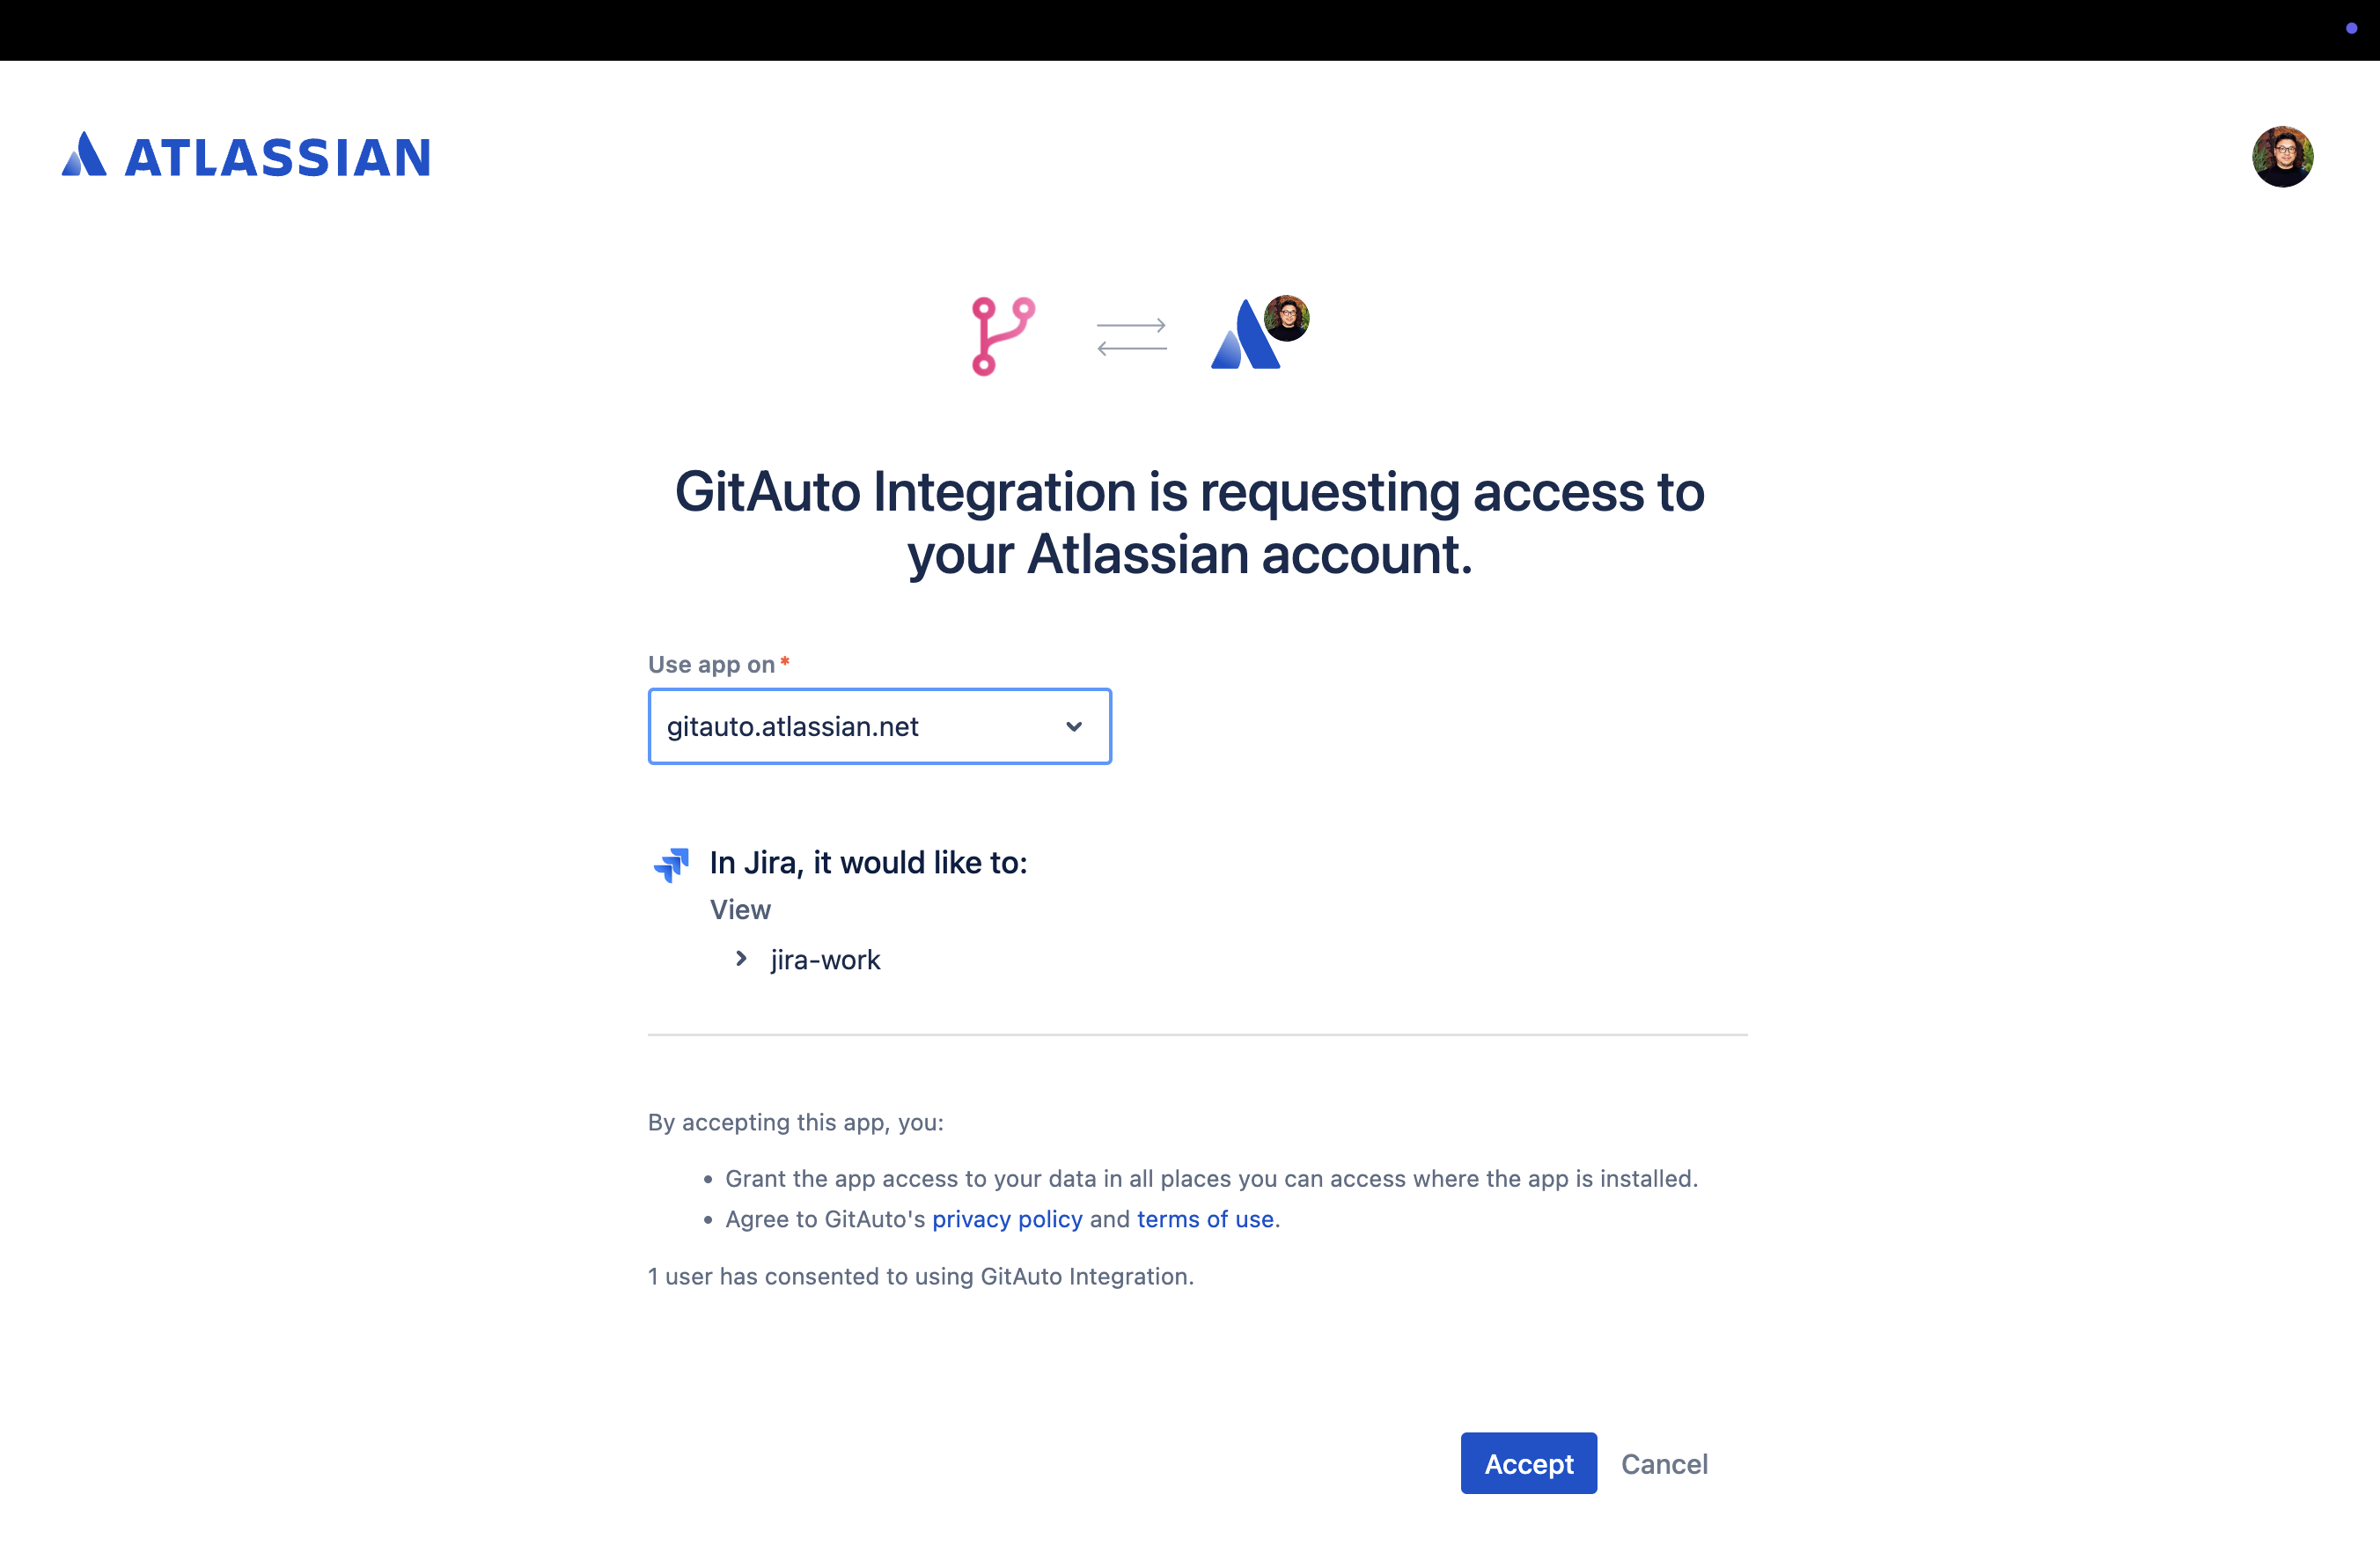 ATLASSIAN
GitAuto Integration is requesting access to
your Atlassian account.
Use app on *
gitauto.atlassian.net
In Jira, it would like to:
View
jira-work
By accepting this app, you:
• Grant the app access to your data in all places you can access where the app is installed.
• Agree to GitAuto's privacy policy and terms of use.
1 user has consented to using GitAuto Integration.
Accept Cancel